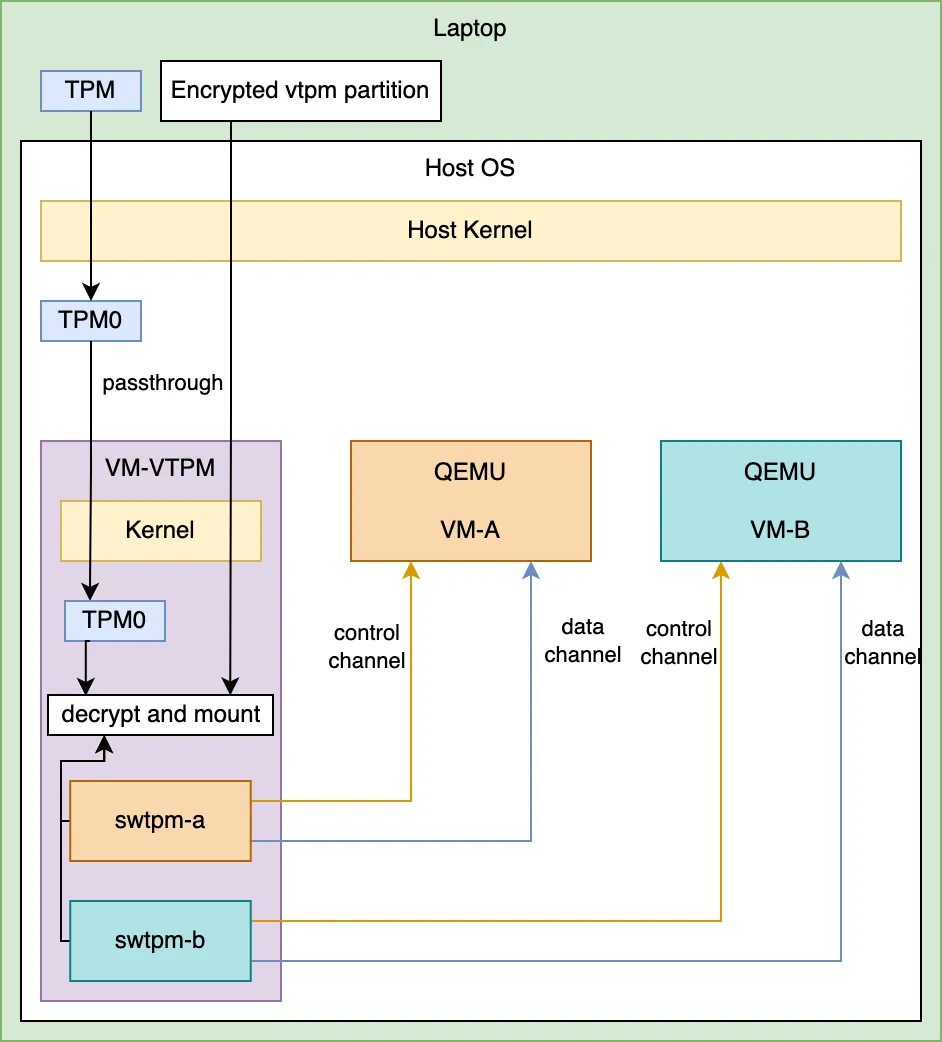 Laptop
TPM
Encrypted vtpm partition
Host OS
Host Kernel
TPM0
passthrough
VM-VTPM
Kernel
TPM0
decrypt and mount
swtpm-a
swtpm-b
QEMU
VM-A
control
channel
data
channel
QEMU
VM-B
control
channel
data
channel